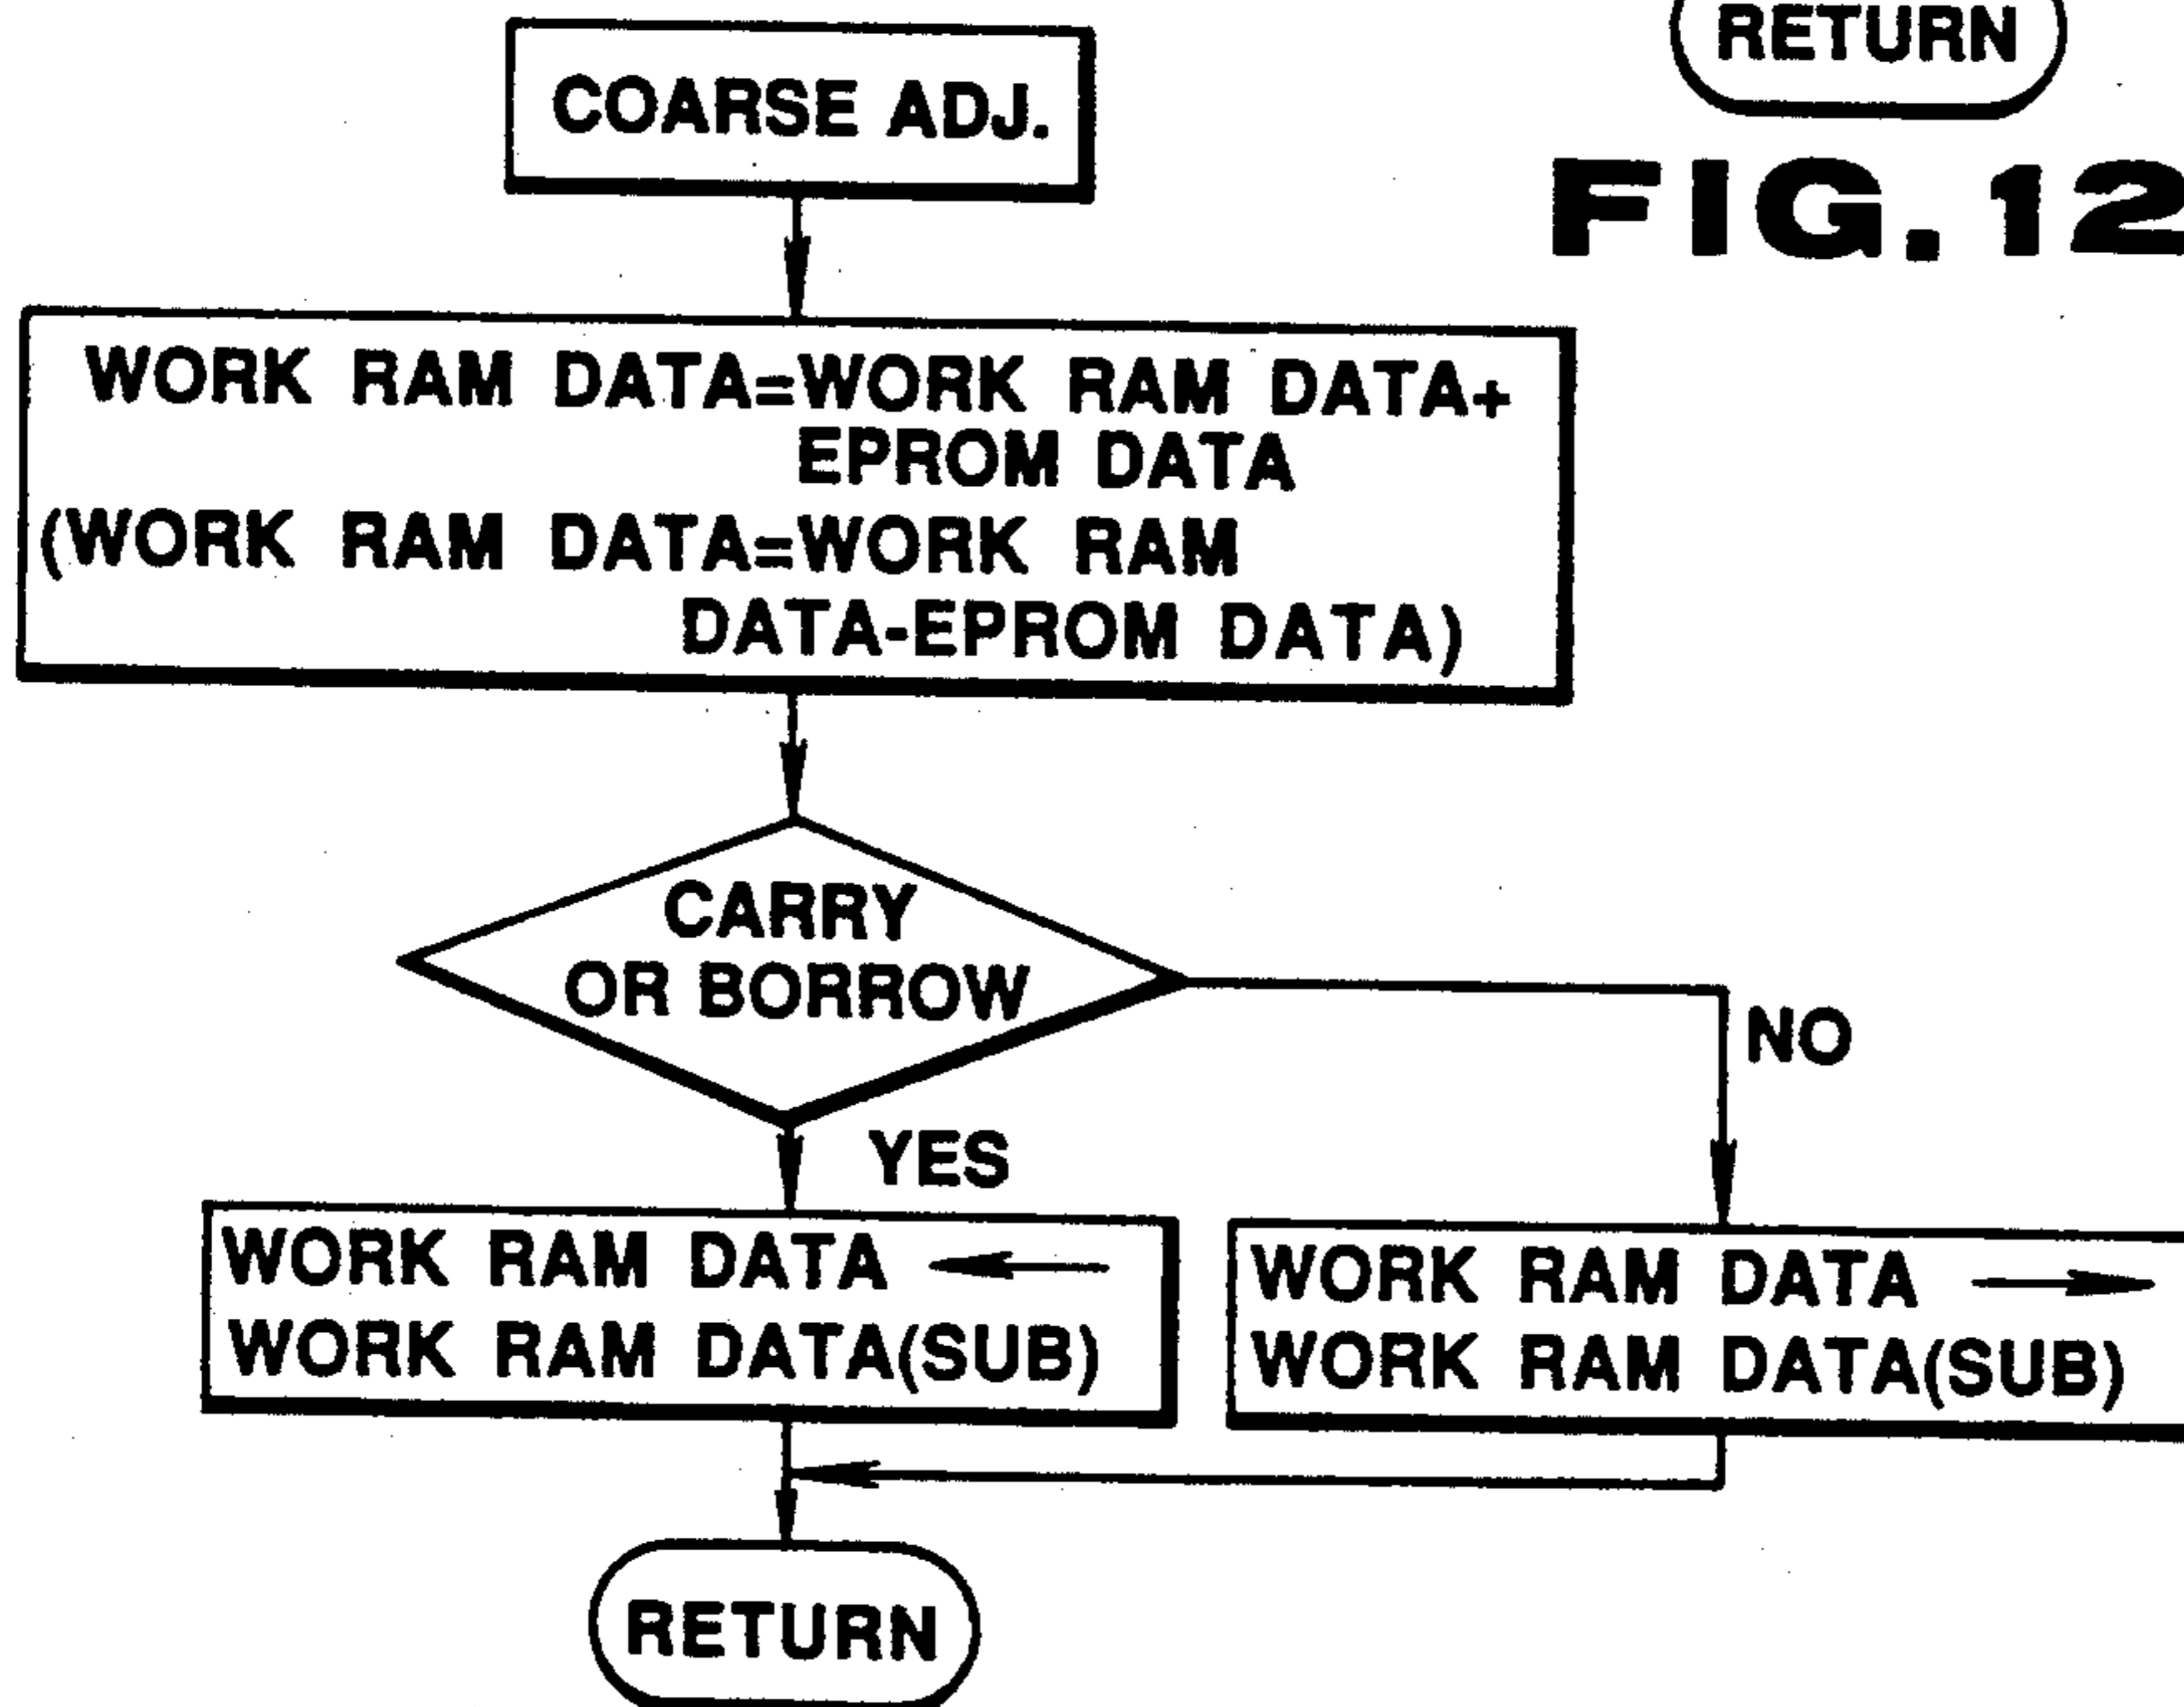 COARSE ADJ.
RETURN
FIG.12
WORK RAM DATA=WORK RAM DATA+
EPROM DATA
(WORK RAM DATA=WORK RAM
DATA-EPROM DATA)
CARRY
OR BORROW
NO
YES
WORK RAM DATA ←
WORK RAM DATA(SUB)
WORK RAM DATA →
WORK RAM DATA(SUB)
RETURN